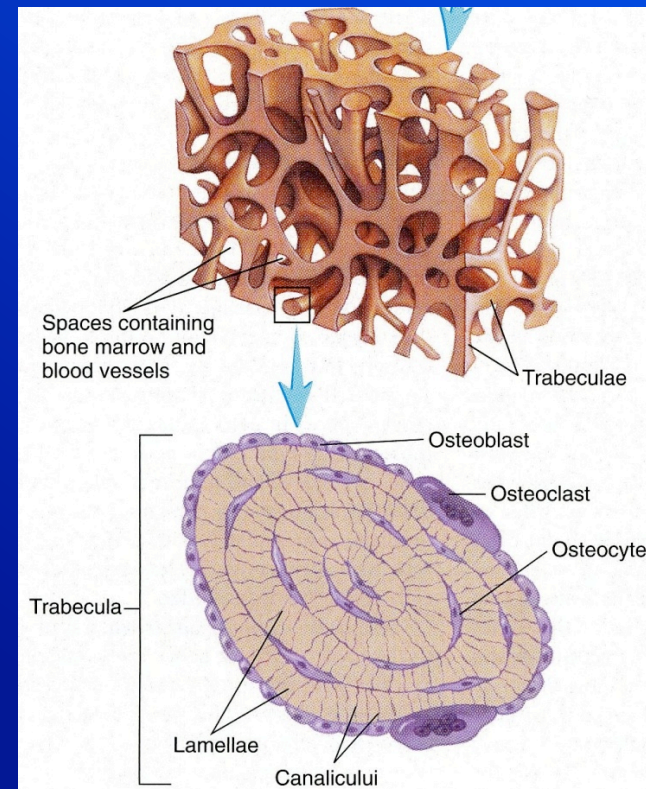 Spaces containing
bone marrow and
blood vessels
Trabeculae
Osteoblast
Osteoclast
Osteocyte
Trabecula
Lamellae
Canalicului